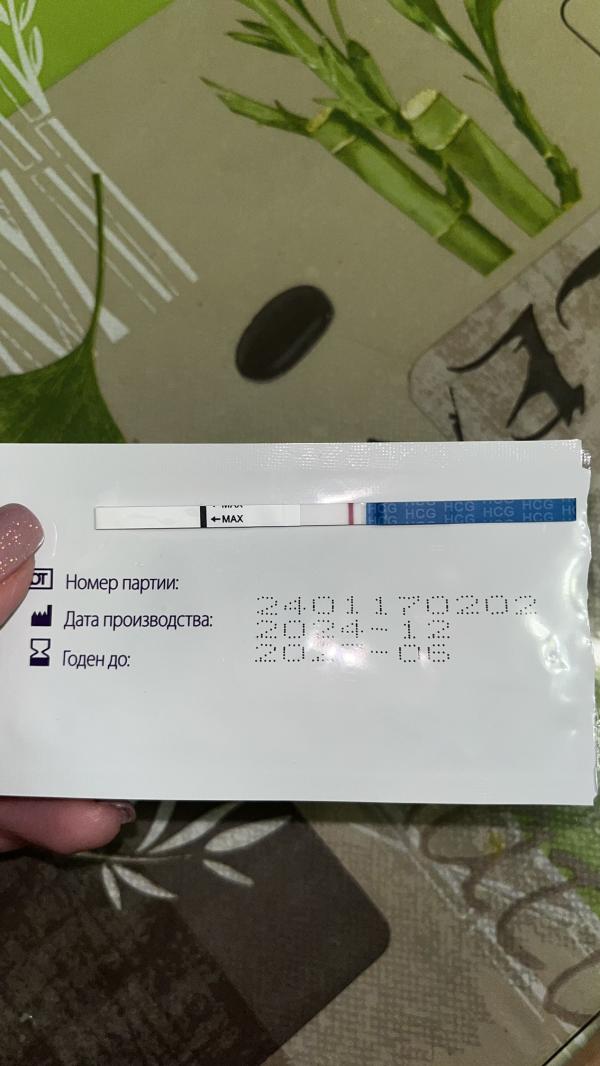 ←MAX
HCG HCG HCG HCG
Номер партии:
2401170202
Дата производства:
2024-12
Годен до: